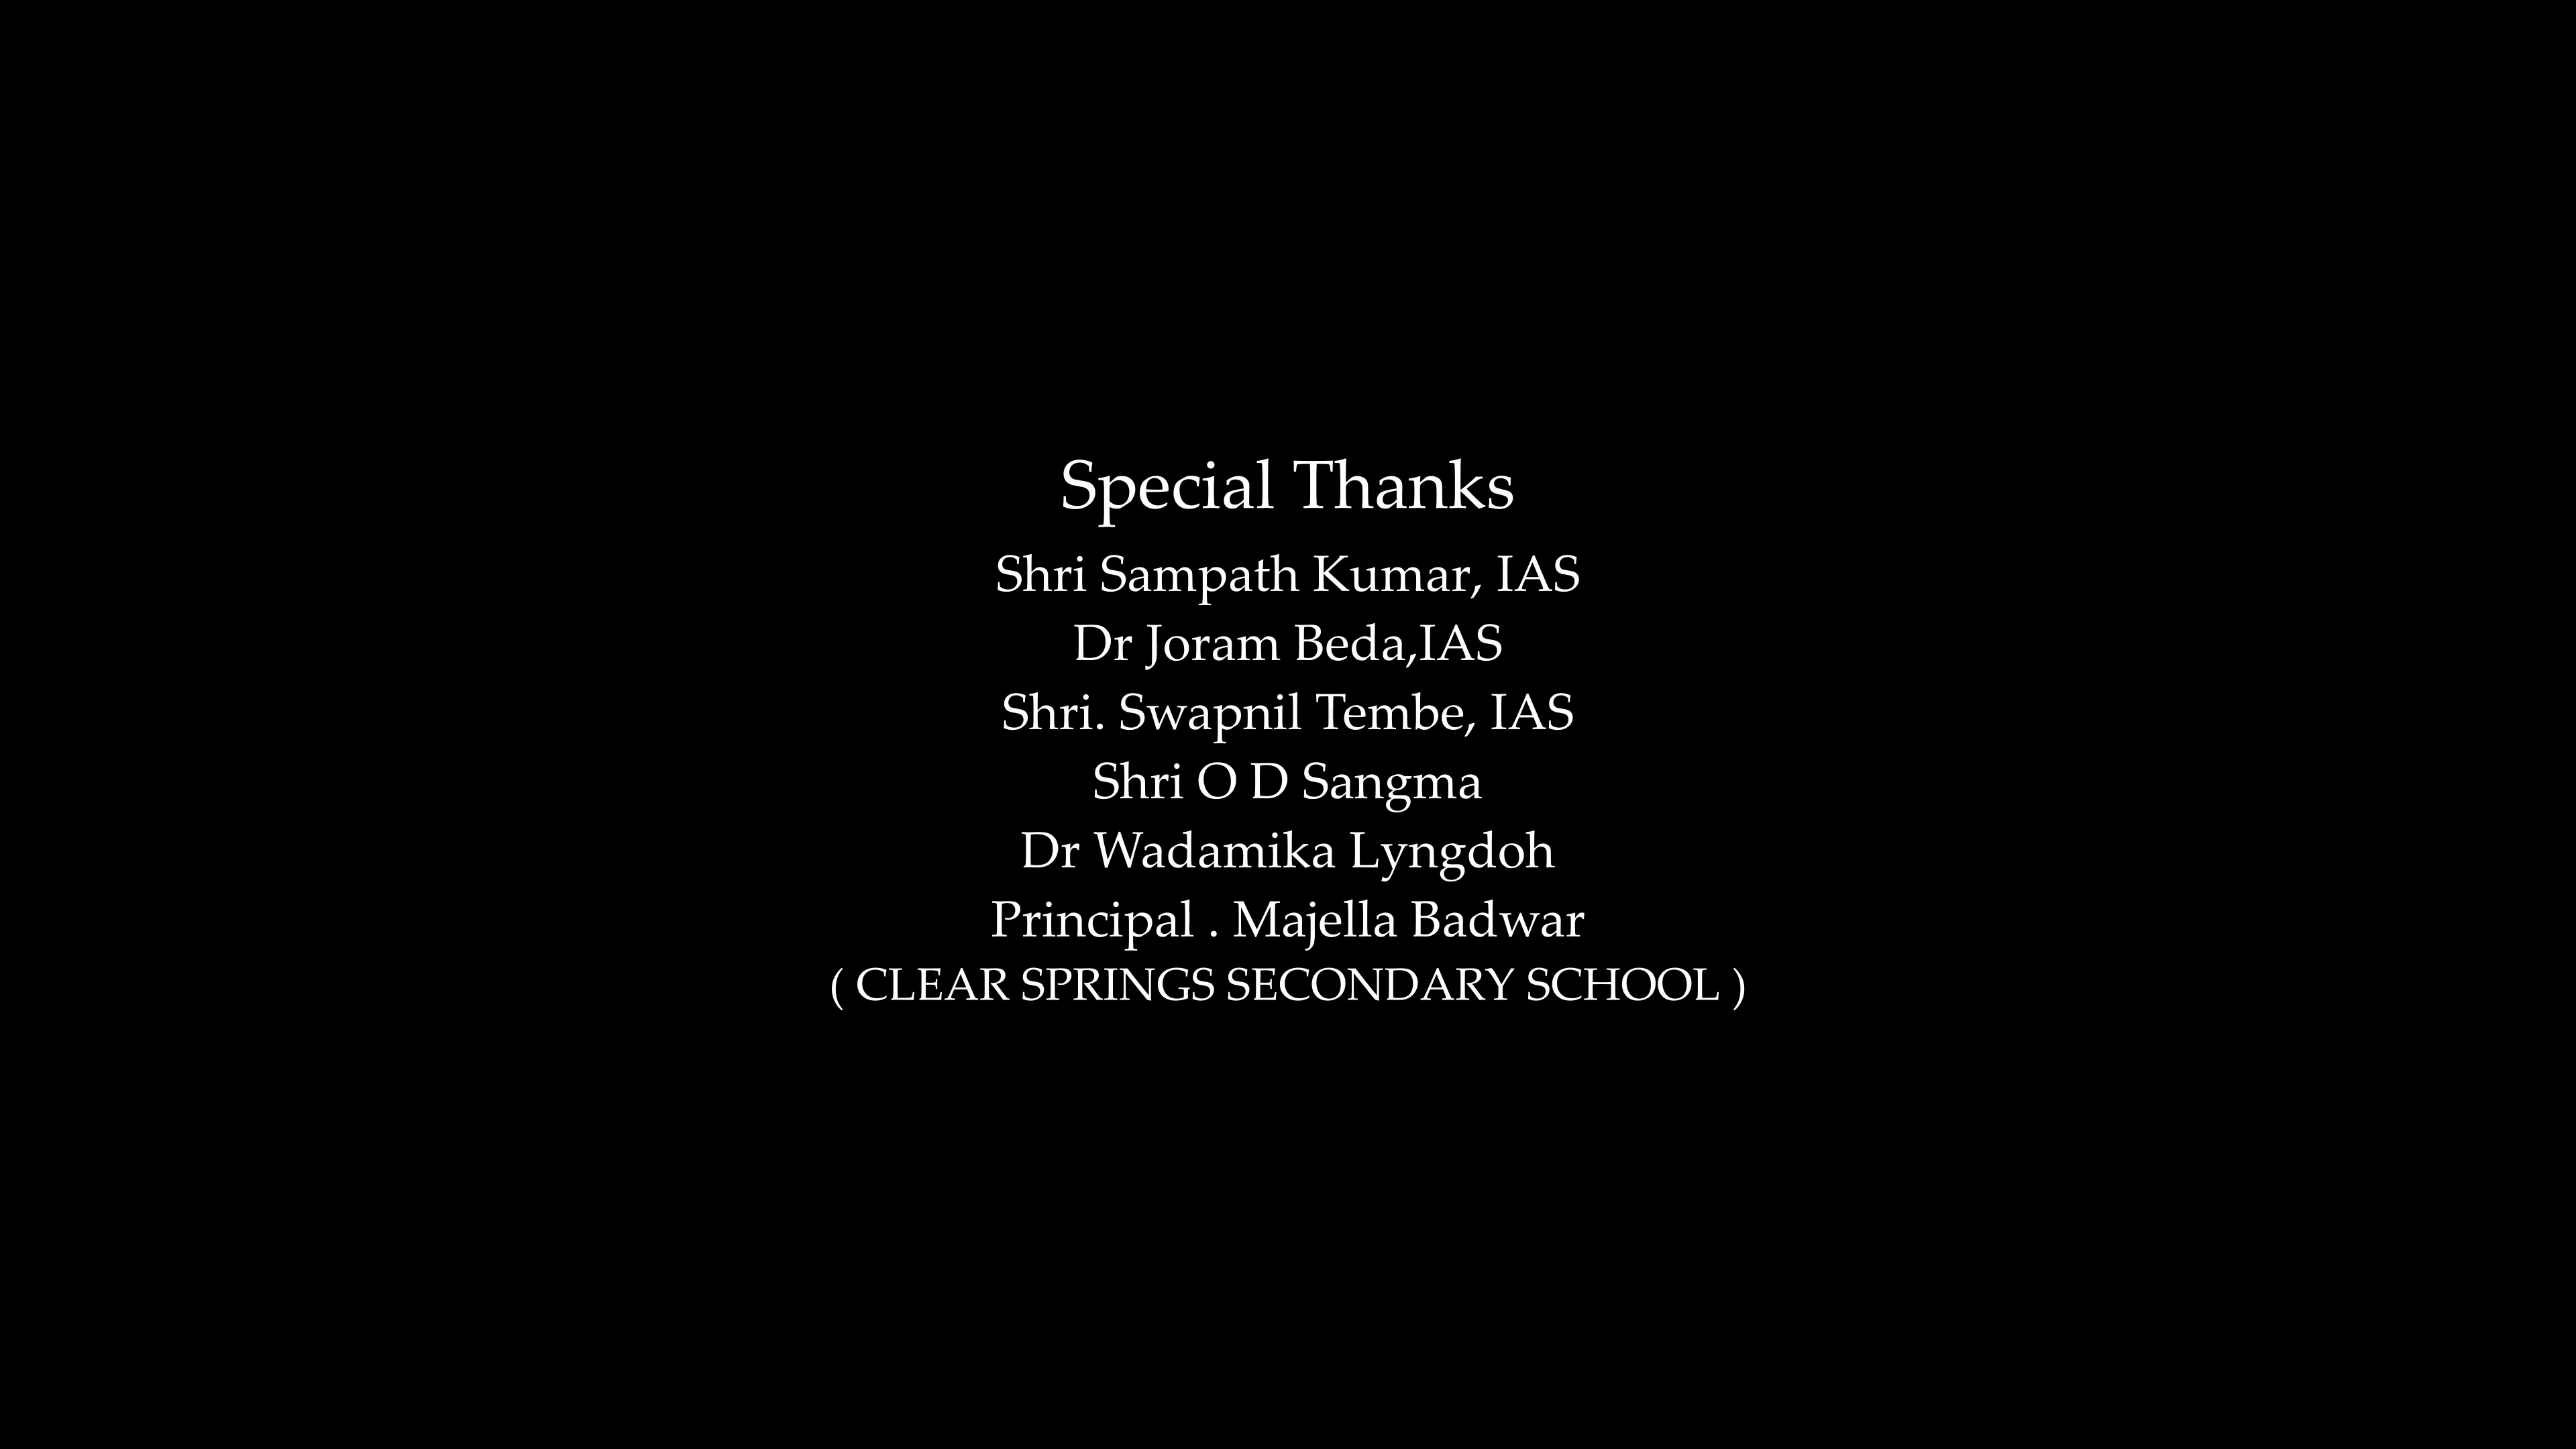 Special Thanks
Shri Sampath Kumar, IAS
Dr Joram Beda,IAS
Shri. Swapnil Tembe, IAS
Shri O D Sangma
Dr Wadamika Lyngdoh
Principal . Majella Badwar
( CLEAR SPRINGS SECONDARY SCHOOL )